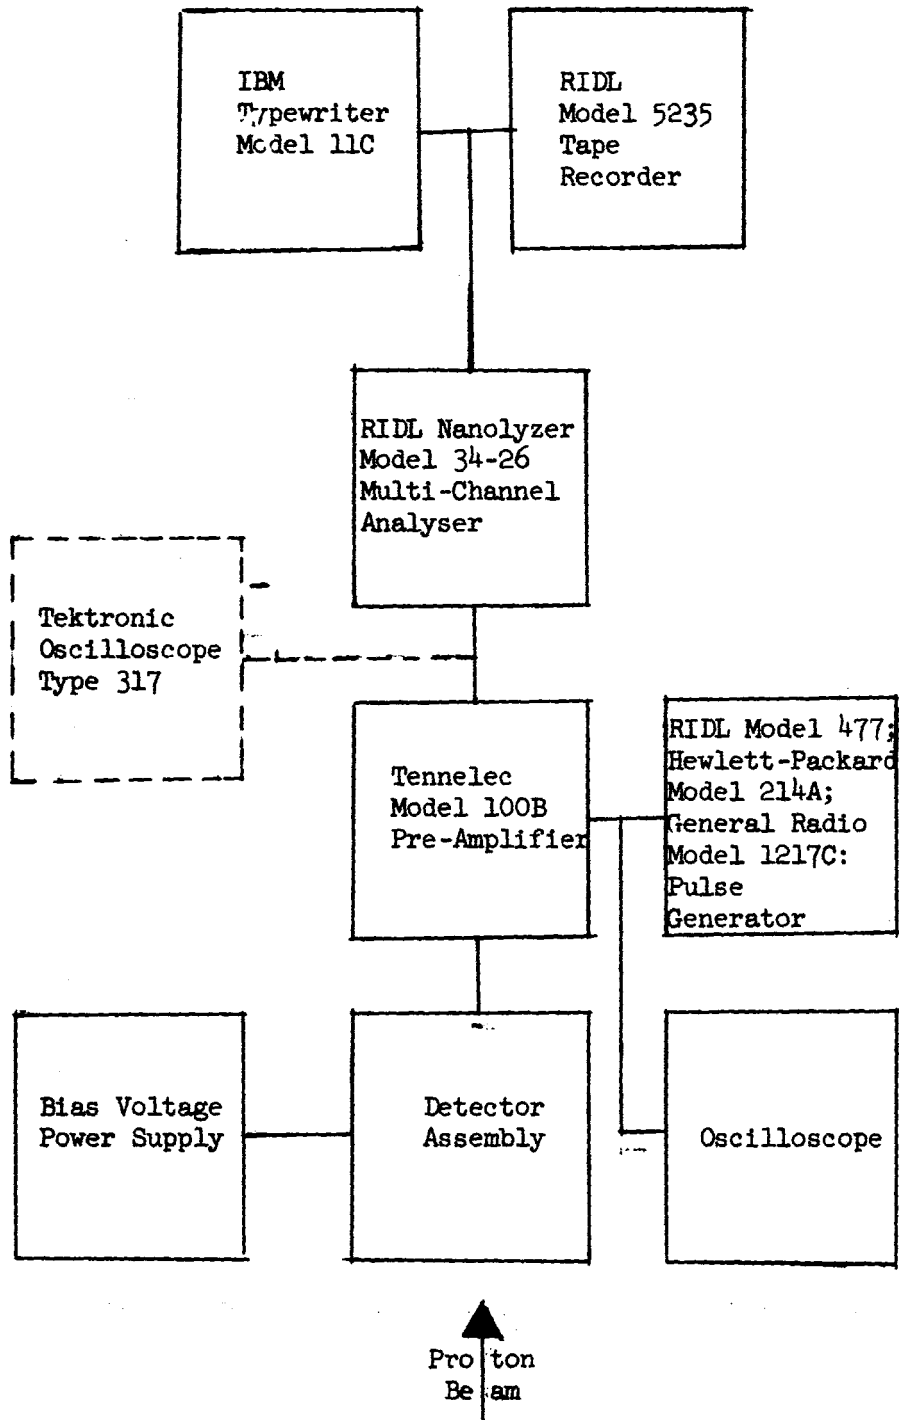 IBM
Typewriter
Model 11C
RIDL
Model 5235
Tape
Recorder
RIDL Nanolyzer
Model 34-26
Multi-Channel
Analyser
Tektronic
Oscilloscope
Type 317
Tennelec
Model 100B
Pre-Amplifier
RIDL Model 477;
Hewlett-Packard
Model 214A;
General Radio
Model 1217C:
Pulse
Generator
Bias Voltage
Power Supply
Detector
Assembly
Oscilloscope
Proton
Beam